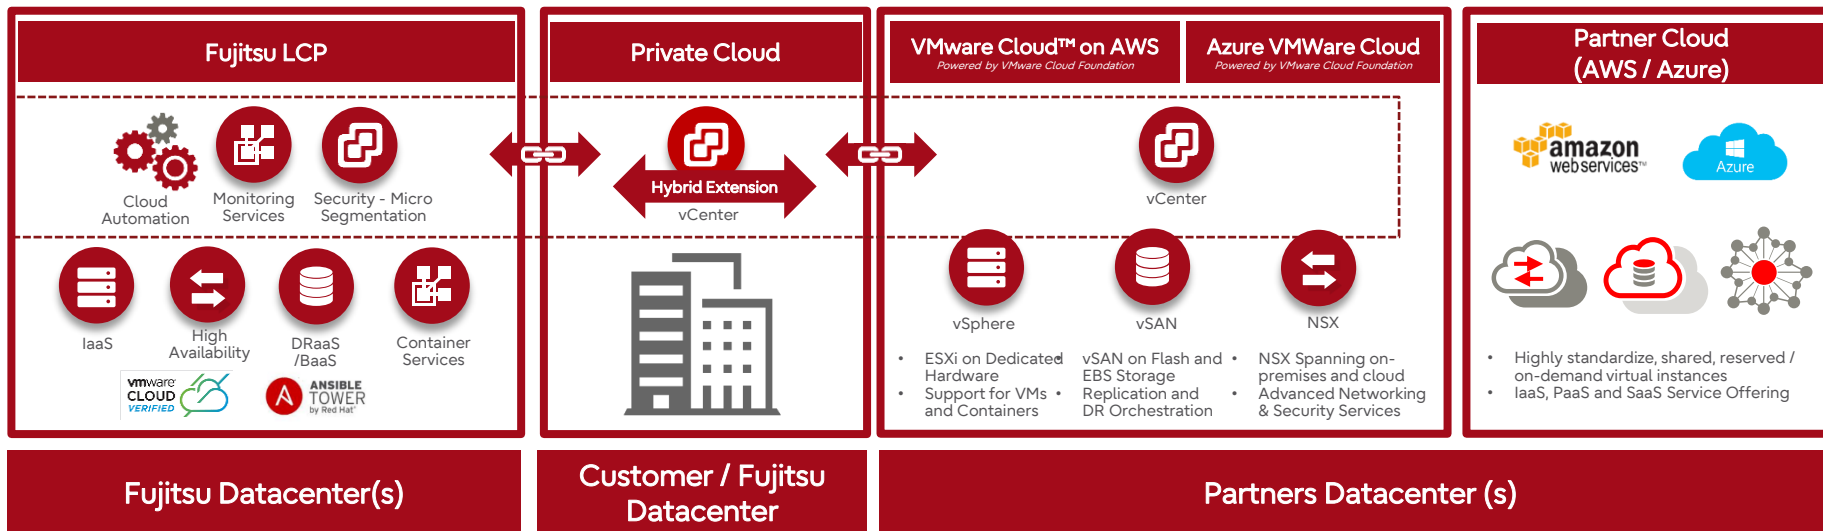 Fujitsu LCP
Cloud
Automation
Monitoring
Services
Security - Micro
Segmentation
IaaS
High
Availability
DRaaS
/BaaS
Container
Services
vmware
CLOUD
VERIFIED
A
ANSIBLE
TOWER
by Red Hat
Private Cloud
Hybrid Extension
vCenter
VMware Cloud™ on AWS
Powered by VMware Cloud Foundation
Azure VMWare Cloud
Powered by VMware Cloud Foundation
vCenter
vSphere
• ESXi on Dedicated
Hardware
• Support for VMs
and Containers
vSAN
• vSAN on Flash and
EBS Storage
• Replication and
DR Orchestration
NSX
• NSX Spanning on-
premises and cloud
• Advanced Networking
& Security Services
Partner Cloud
(AWS / Azure)
amazon
web services™
Azure
• Highly standardize, shared, reserved /
on-demand virtual instances
• IaaS, PaaS and SaaS Service Offering
Fujitsu Datacenter(s)
Customer / Fujitsu
Datacenter
Partners Datacenter (s)